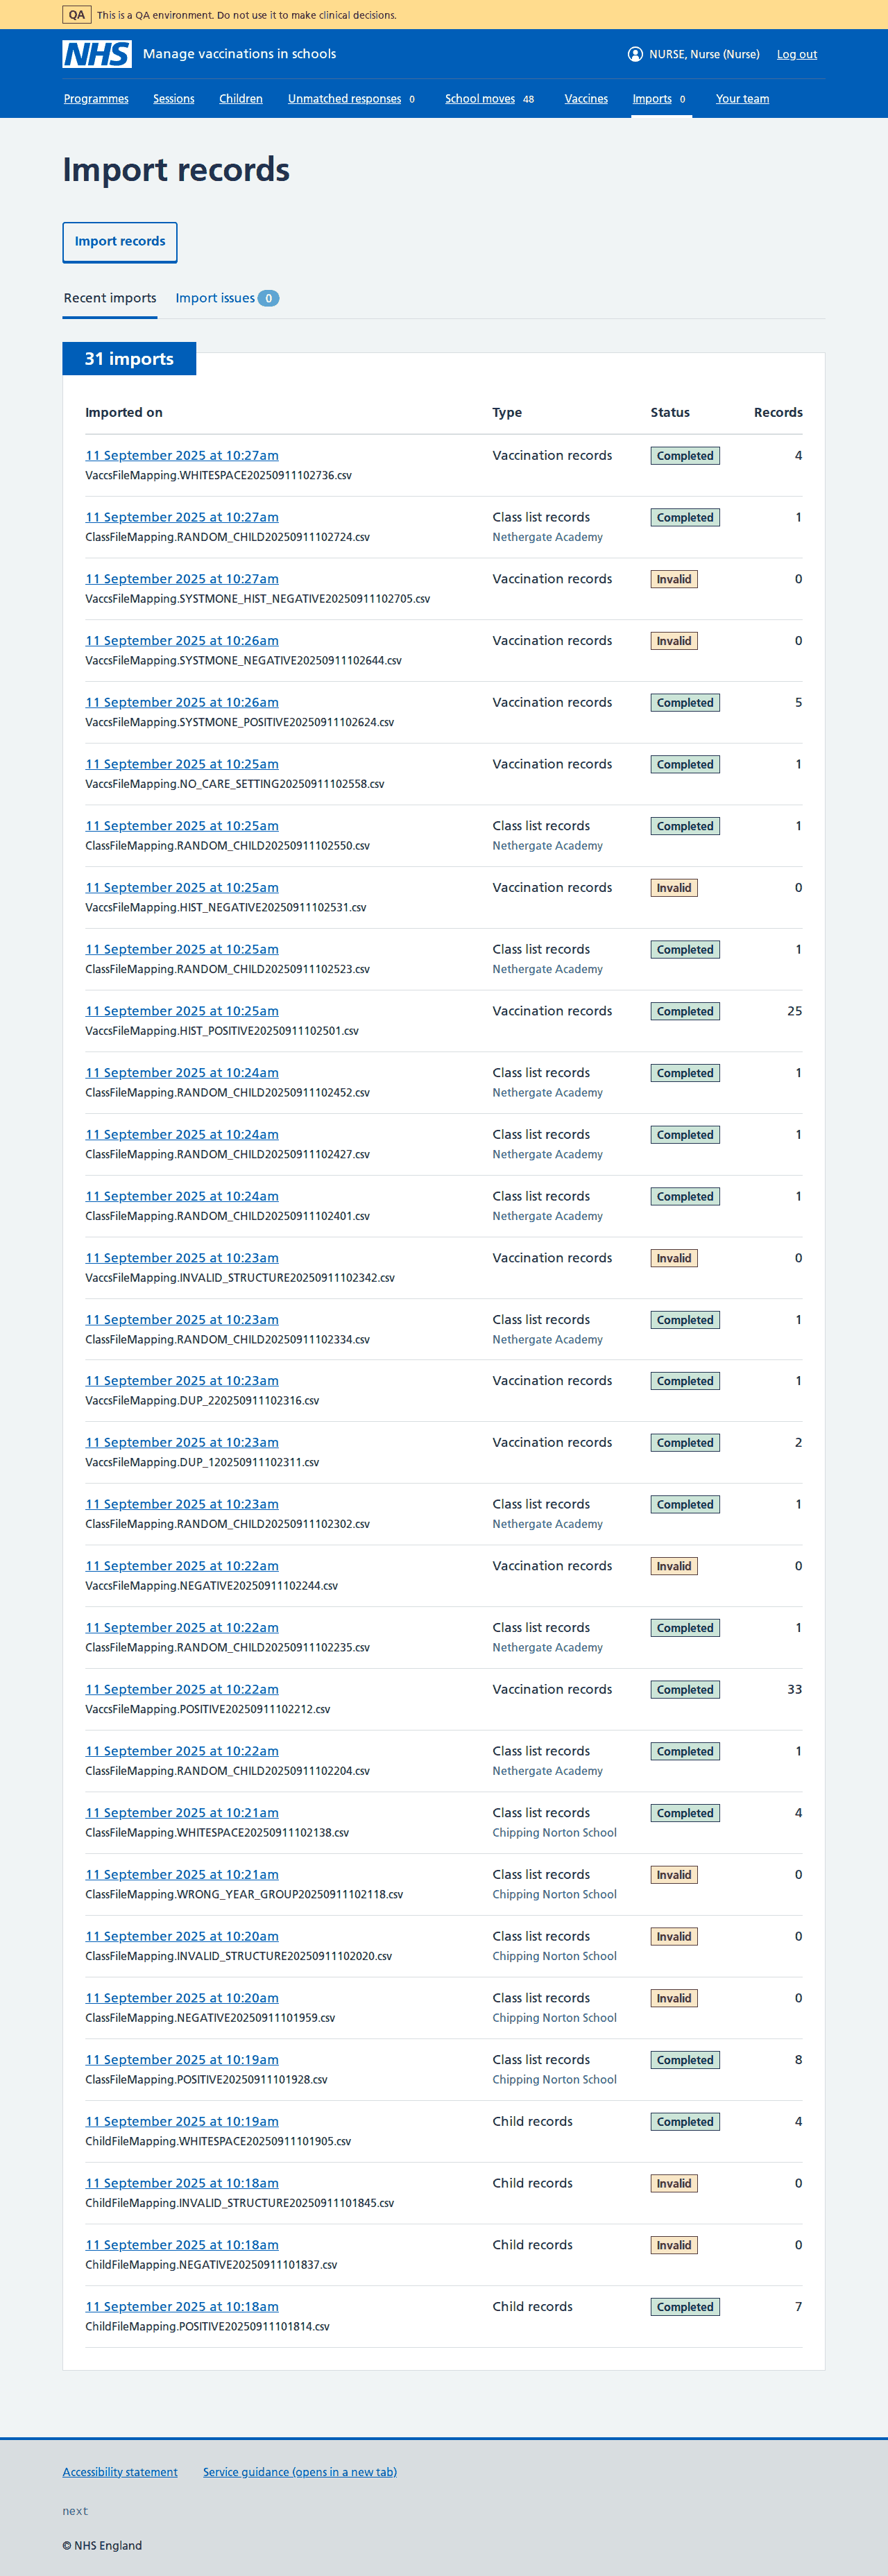 QA This is a QA environment. Do not use it to make clinical decisions.
NHS Manage vaccinations in schools NURSE, Nurse (Nurse) Log out
Programmes Sessions Children Unmatched responses 0 School moves 48 Vaccines Imports 0 Your team
Import records
Import records
Recent imports Import issues 0
31 imports
Imported on Type Status Records
11 September 2025 at 10:27am Vaccination records Completed 4
VaccsFileMapping.WHITESPACE20250911102736.csv
11 September 2025 at 10:27am Class list records Completed 1
ClassFileMapping.RANDOM_CHILD20250911102724.csv Nethergate Academy
11 September 2025 at 10:27am Vaccination records Invalid 0
VaccsFileMapping.SYSTMONE_HIST_NEGATIVE20250911102705.csv
11 September 2025 at 10:26am Vaccination records Invalid 0
VaccsFileMapping.SYSTMONE_NEGATIVE20250911102644.csv
11 September 2025 at 10:26am Vaccination records Completed 5
VaccsFileMapping.SYSTMONE_POSITIVE20250911102624.csv
11 September 2025 at 10:25am Vaccination records Completed 1
VaccsFileMapping.NO_CARE_SETTING20250911102558.csv
11 September 2025 at 10:25am Class list records Completed 1
ClassFileMapping.RANDOM_CHILD20250911102550.csv Nethergate Academy
11 September 2025 at 10:25am Vaccination records Invalid 0
VaccsFileMapping.HIST_NEGATIVE20250911102531.csv
11 September 2025 at 10:25am Class list records Completed 1
ClassFileMapping.RANDOM_CHILD20250911102523.csv Nethergate Academy
11 September 2025 at 10:25am Vaccination records Completed 25
VaccsFileMapping.HIST_POSITIVE20250911102501.csv
11 September 2025 at 10:24am Class list records Completed 1
ClassFileMapping.RANDOM_CHILD20250911102452.csv Nethergate Academy
11 September 2025 at 10:24am Class list records Completed 1
ClassFileMapping.RANDOM_CHILD20250911102427.csv Nethergate Academy
11 September 2025 at 10:24am Class list records Completed 1
ClassFileMapping.RANDOM_CHILD20250911102401.csv Nethergate Academy
11 September 2025 at 10:23am Vaccination records Invalid 0
VaccsFileMapping.INVALID_STRUCTURE20250911102342.csv
11 September 2025 at 10:23am Class list records Completed 1
ClassFileMapping.RANDOM_CHILD20250911102334.csv Nethergate Academy
11 September 2025 at 10:23am Vaccination records Completed 1
VaccsFileMapping.DUP_220250911102316.csv
11 September 2025 at 10:23am Vaccination records Completed 2
VaccsFileMapping.DUP_120250911102311.csv
11 September 2025 at 10:23am Class list records Completed 1
ClassFileMapping.RANDOM_CHILD20250911102302.csv Nethergate Academy
11 September 2025 at 10:22am Vaccination records Invalid 0
VaccsFileMapping.NEGATIVE20250911102244.csv
11 September 2025 at 10:22am Class list records Completed 1
ClassFileMapping.RANDOM_CHILD20250911102235.csv Nethergate Academy
11 September 2025 at 10:22am Vaccination records Completed 33
VaccsFileMapping.POSITIVE20250911102212.csv
11 September 2025 at 10:22am Class list records Completed 1
ClassFileMapping.RANDOM_CHILD20250911102204.csv Nethergate Academy
11 September 2025 at 10:21am Class list records Completed 4
ClassFileMapping.WHITESPACE20250911102138.csv Chipping Norton School
11 September 2025 at 10:21am Class list records Invalid 0
ClassFileMapping.WRONG_YEAR_GROUP20250911102118.csv Chipping Norton School
11 September 2025 at 10:20am Class list records Invalid 0
ClassFileMapping.INVALID_STRUCTURE20250911102020.csv Chipping Norton School
11 September 2025 at 10:20am Class list records Invalid 0
ClassFileMapping.NEGATIVE20250911101959.csv Chipping Norton School
11 September 2025 at 10:19am Class list records Completed 8
ClassFileMapping.POSITIVE20250911101928.csv Chipping Norton School
11 September 2025 at 10:19am Child records Completed 4
ChildFileMapping.WHITESPACE20250911101905.csv
11 September 2025 at 10:18am Child records Invalid 0
ChildFileMapping.INVALID_STRUCTURE20250911101845.csv
11 September 2025 at 10:18am Child records Invalid 0
ChildFileMapping.NEGATIVE20250911101837.csv
11 September 2025 at 10:18am Child records Completed 7
ChildFileMapping.POSITIVE20250911101814.csv
Accessibility statement Service guidance (opens in a new tab)
next
© NHS England